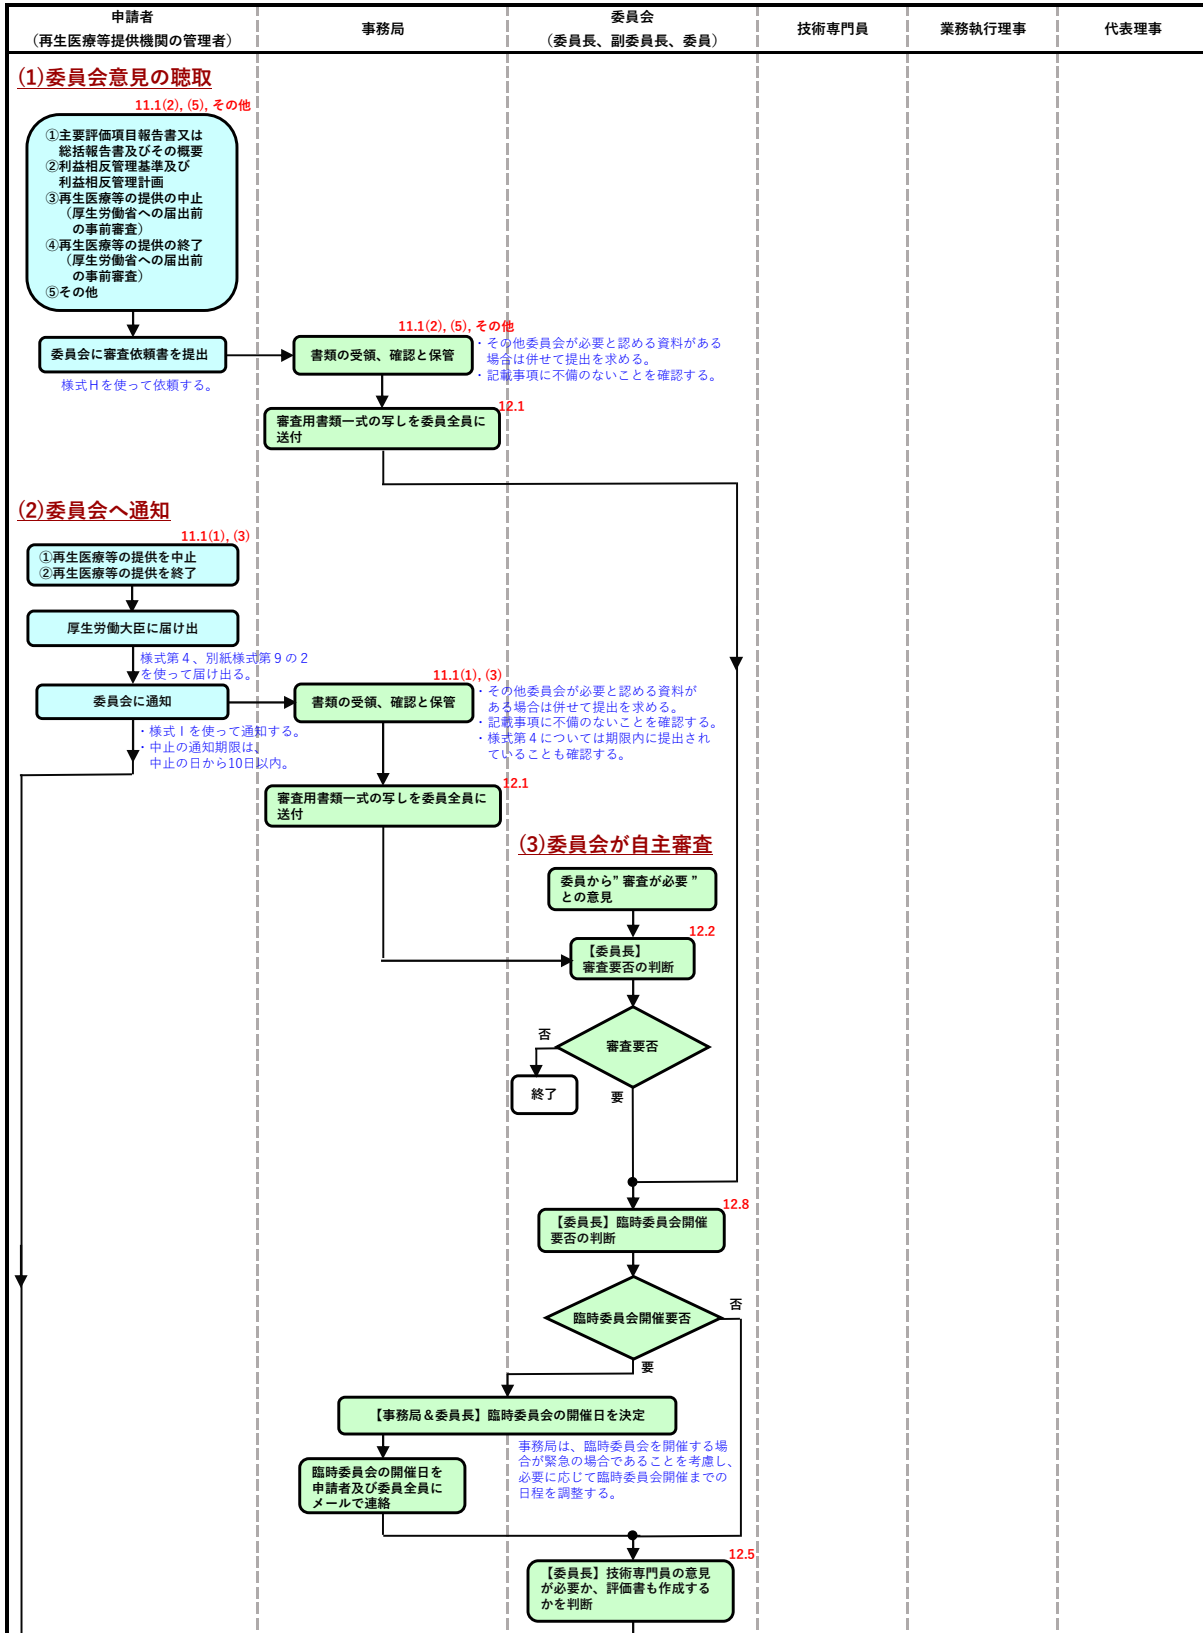 申請者
（再生医療等提供機関の管理者）
事務局
委員会
（委員長、副委員長、委員）
技術専門員
業務執行理事
代表理事
(1)委員会意見の聴取
11.1(2), (5), その他
①主要評価項目報告書又は
総括報告書及びその概要
②利益相反管理基準及び
利益相反管理計画
③再生医療等の提供の中止
（厚生労働省への届出前
の事前審査）
④再生医療等の提供の終了
（厚生労働省への届出前
の事前審査）
⑤その他
委員会に審査依頼書を提出
様式Ｈを使って依頼する。
11.1(2), (5), その他
書類の受領、確認と保管
・その他委員会が必要と認める資料がある
場合は併せて提出を求める。
・記載事項に不備のないことを確認する。
12.1
審査用書類一式の写しを委員全員に
送付
(2)委員会へ通知
11.1(1), (3)
①再生医療等の提供を中止
②再生医療等の提供を終了
厚生労働大臣に届け出
様式第４、別紙様式第９の２
を使って届け出る。
委員会に通知
・様式Ｉを使って通知する。
・中止の通知期限は、
中止の日から10日以内。
11.1(1), (3)
書類の受領、確認と保管
・その他委員会が必要と認める資料が
ある場合は併せて提出を求める。
・記載事項に不備のないことを確認する。
・様式第４については期限内に提出され
ていることも確認する。
12.1
審査用書類一式の写しを委員全員に
送付
(3)委員会が自主審査
委員から”審査が必要”
との意見
12.2
【委員長】
審査要否の判断
審査要否
否
終了
要
12.8
【委員長】臨時委員会開催
要否の判断
臨時委員会開催要否
否
要
【事務局＆委員長】臨時委員会の開催日を決定
事務局は、臨時委員会を開催する場
合が緊急の場合であることを考慮し、
必要に応じて臨時委員会開催までの
日程を調整する。
臨時委員会の開催日を
申請者及び委員全員に
メールで連絡
12.5
【委員長】技術専門員の意見
が必要か、評価書も作成する
かを判断